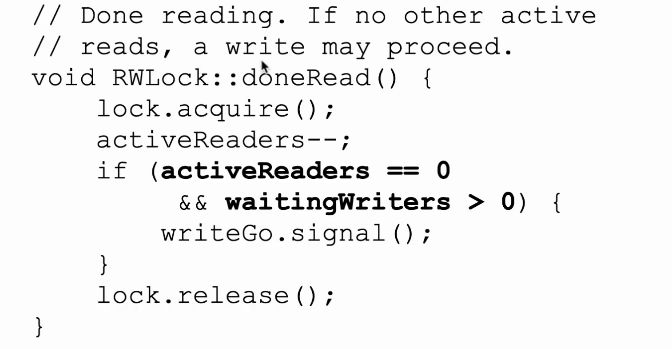 // Done reading. If no other active
// reads, a write may proceed.
void RWLock::doneRead() {
    lock.acquire();
    activeReaders--;
    if (activeReaders == 0
         && waitingWriters > 0) {
        writeGo.signal();
    }
    lock.release();
}